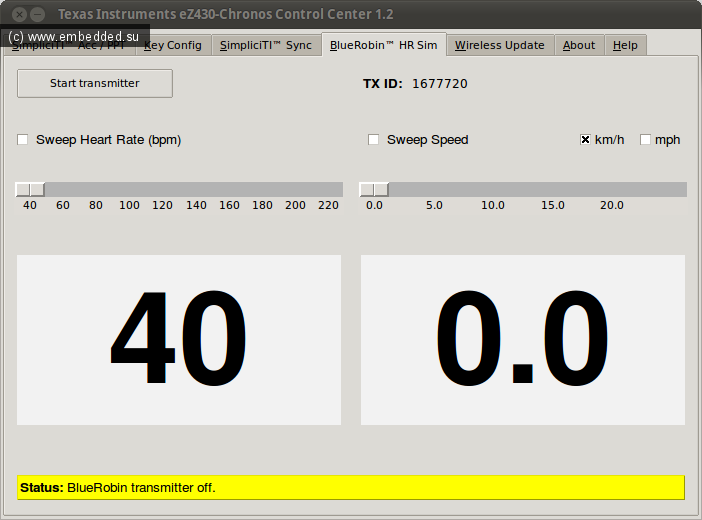 Texas Instruments eZ430-Chronos Control Center 1.2
(c) www.embedded.su
SimpliciTI™ Acc / PPT Key Config SimpliciTI™ Sync BlueRobin™ HR Sim Wireless Update About Help
Start transmitter TX ID: 1677720
Sweep Heart Rate (bpm) Sweep Speed km/h mph
40 60 80 100 120 140 160 180 200 220 0.0 5.0 10.0 15.0 20.0
40 0.0
Status: BlueRobin transmitter off.